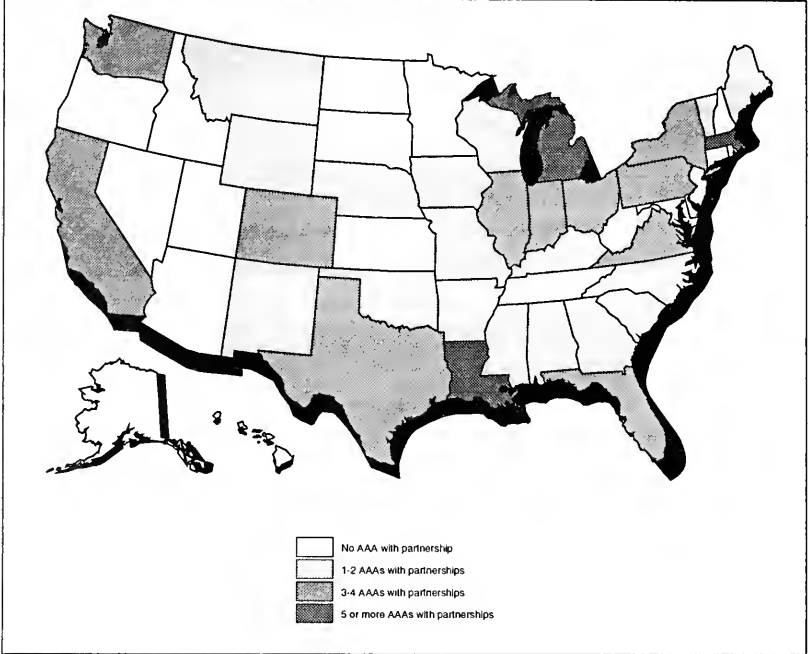 No AAA with partnership
1-2 AAAs with partnerships
3-4 AAAs with partnerships
5 or more AAAs with partnerships